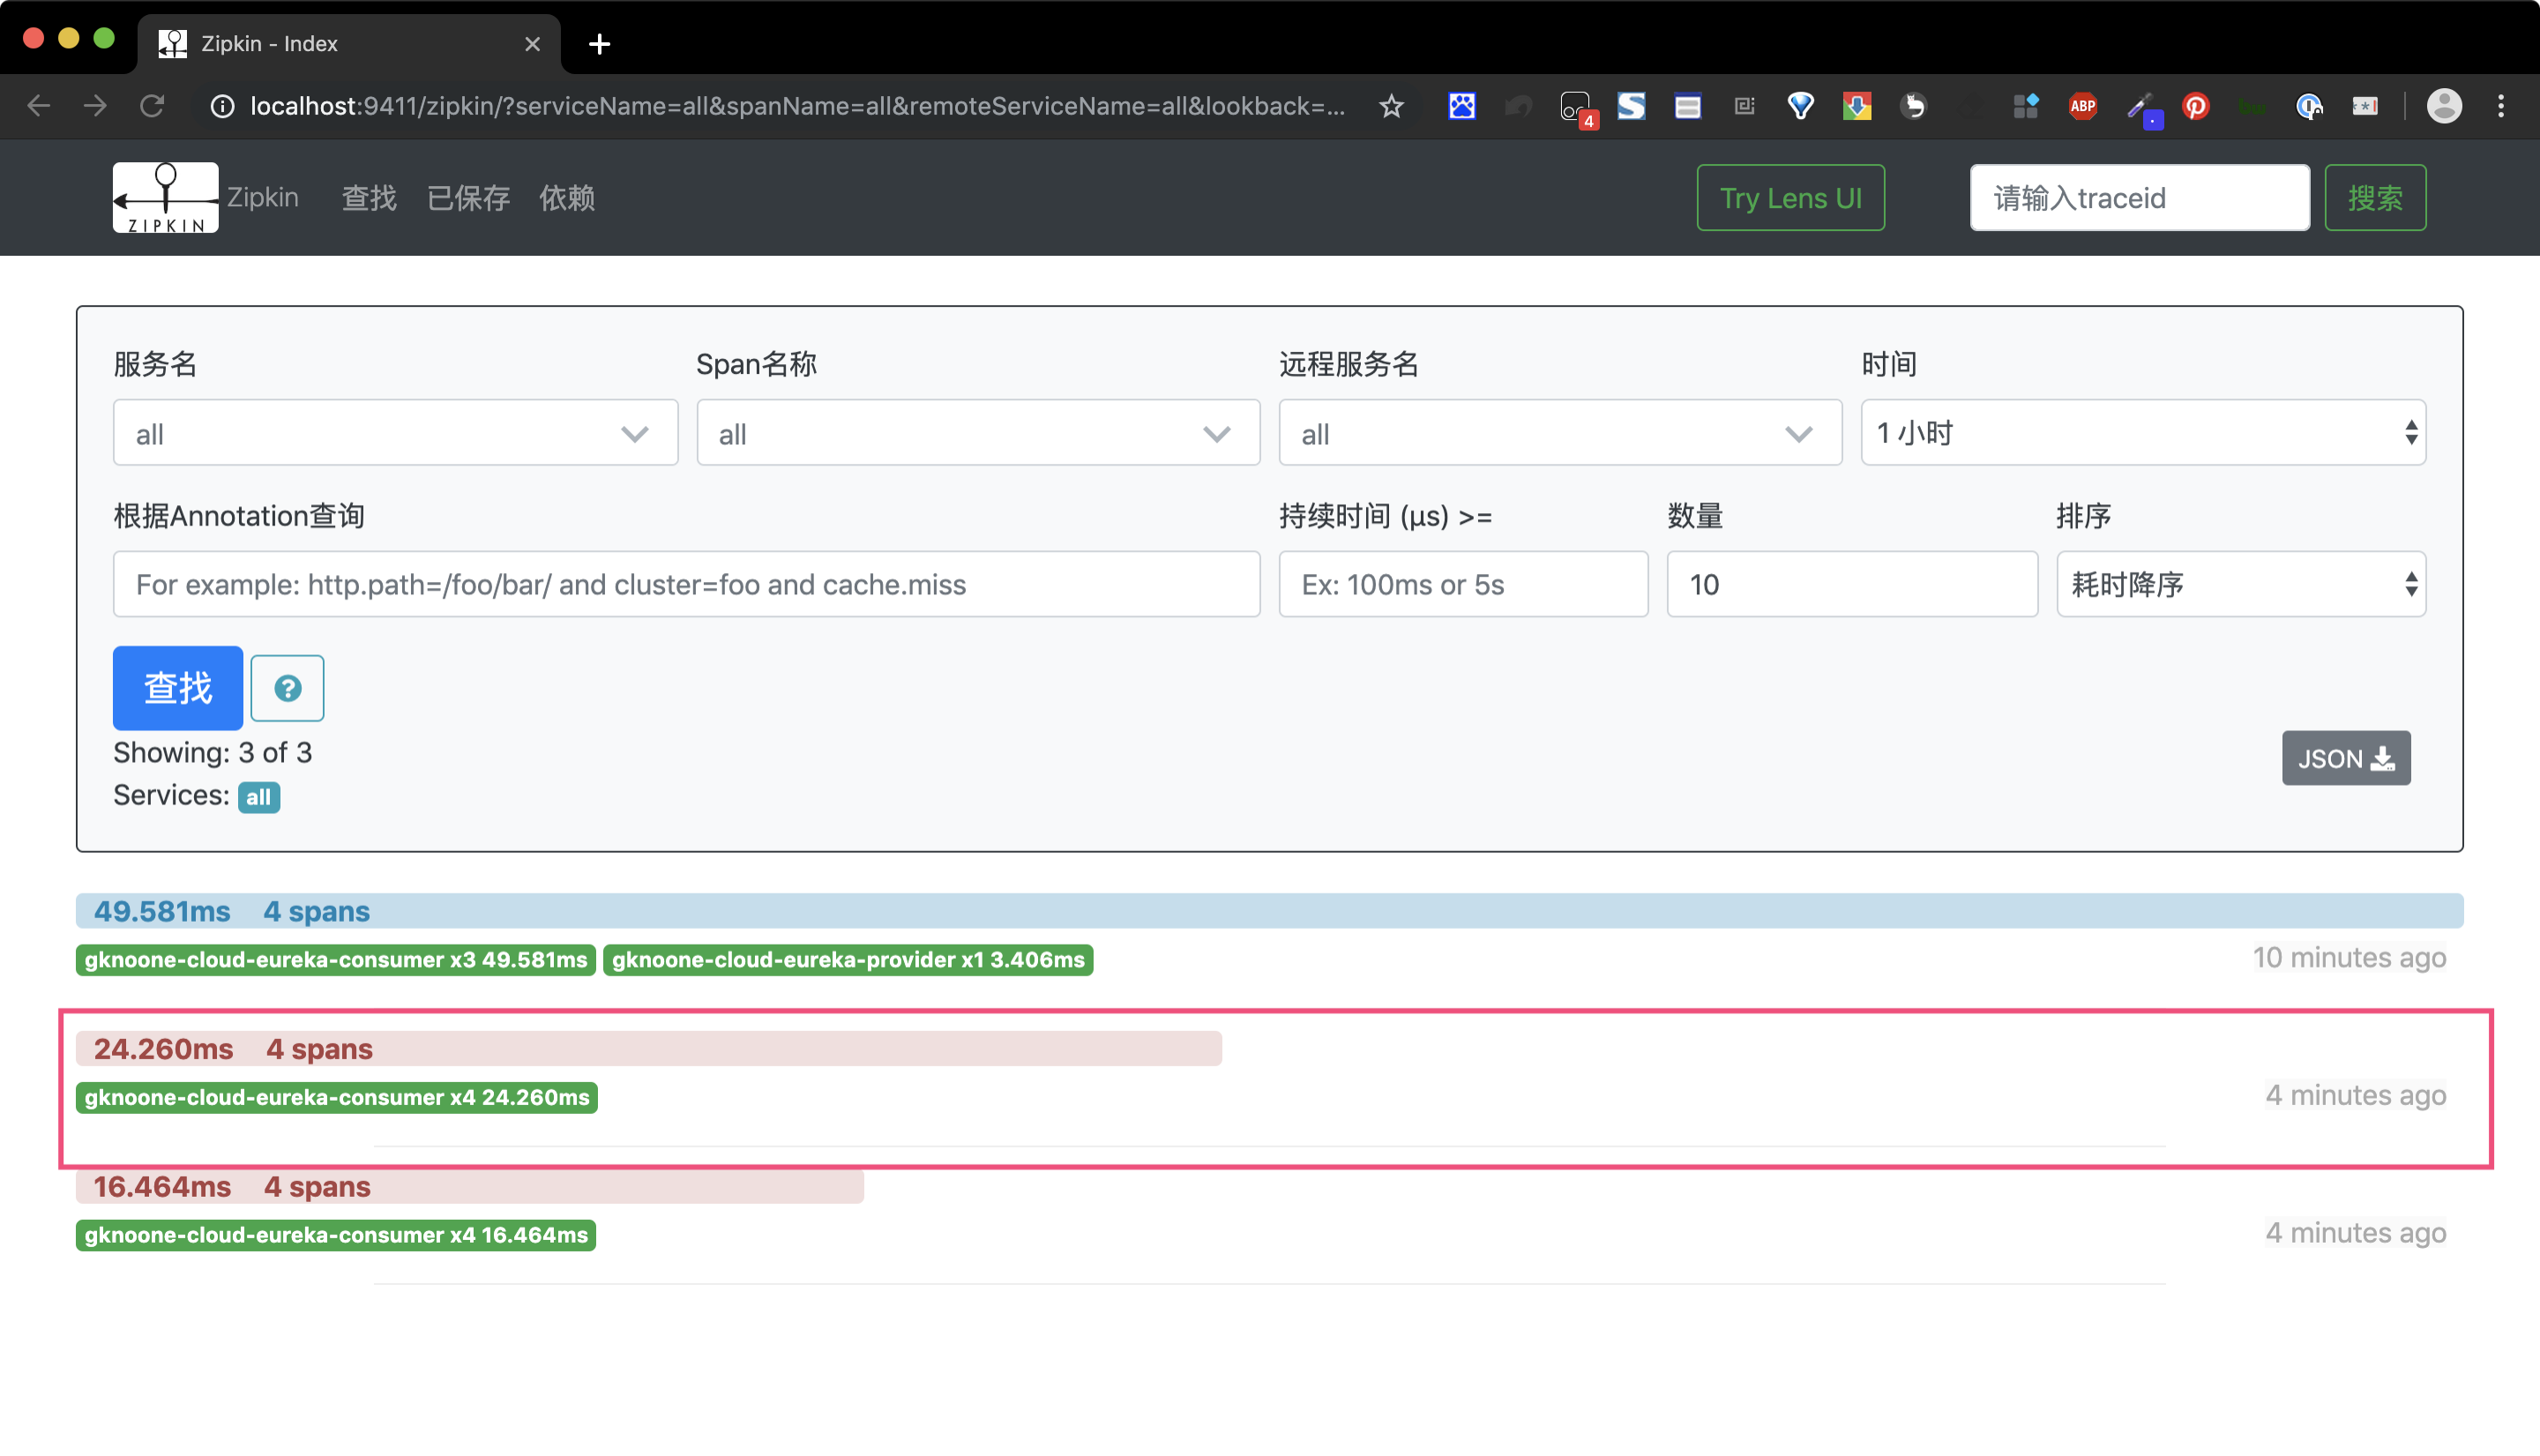 Zipkin - Index
localhost:9411/zipkin/?serviceName=all&spanName=all&remoteServiceName=all&lookback=...
4
ABP
ZIPKIN
Zipkin 查找 已保存 依赖
Try Lens UI
请输入traceid
搜索
服务名 Span名称 远程服务名 时间
all all all 1 小时
根据Annotation查询 持续时间 (μs) >= 数量 排序
For example: http.path=/foo/bar/ and cluster=foo and cache.miss Ex: 100ms or 5s 10 耗时降序
查找
Showing: 3 of 3
JSON
Services: all
49.581ms 4 spans
gknoone-cloud-eureka-consumer x3 49.581ms gknoone-cloud-eureka-provider x1 3.406ms 10 minutes ago
24.260ms 4 spans
gknoone-cloud-eureka-consumer x4 24.260ms 4 minutes ago
16.464ms 4 spans
gknoone-cloud-eureka-consumer x4 16.464ms 4 minutes ago